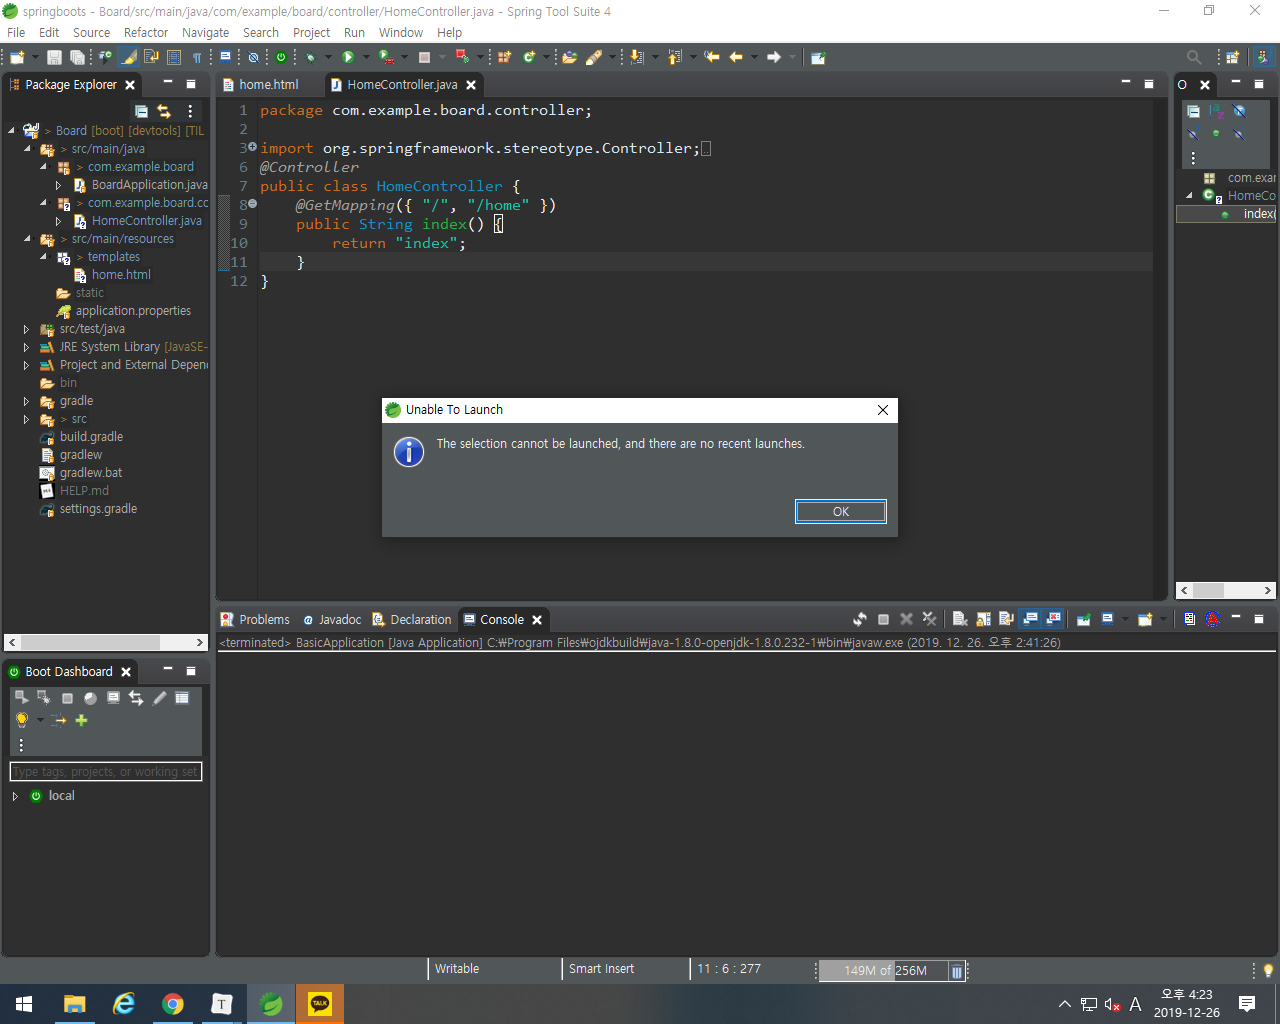 springboots - Board/src/main/java/com/example/board/controller/HomeController.java - Spring Tool Suite 4
File Edit Source Refactor Navigate Search Project Run Window Help
Package Explorer
home.html
HomeController.java
O
> Board [boot] [devtools] [TIL
> src/main/java
> com.example.board
BoardApplication.java
> com.example.board.cc
HomeController.java
> src/main/resources
> templates
home.html
static
application.properties
src/test/java
JRE System Library [JavaSE-
Project and External Depen
bin
gradle
> src
build.gradle
gradlew
gradlew.bat
HELP.md
settings.gradle
1 package com.example.board.controller;
2
3 import org.springframework.stereotype.Controller;
6 @Controller
7 public class HomeController {
8 @GetMapping({ "/", "/home" })
9 public String index() {
10 return "index";
11 }
12 }
com.exar
HomeCo
index(
Unable To Launch
The selection cannot be launched, and there are no recent launches.
OK
Problems
Javadoc
Declaration
Console
<terminated> BasicApplication [Java Application] C:₩Program Files₩ojdkbuild₩java-1.8.0-openjdk-1.8.0.232-1₩bin₩javaw.exe (2019. 12. 26. 오후 2:41:26)
Boot Dashboard
Type tags, projects, or working set
local
Writable
Smart Insert
11 : 6 : 277
149M of 256M
T
TALK
A
오후 4:23
2019-12-26